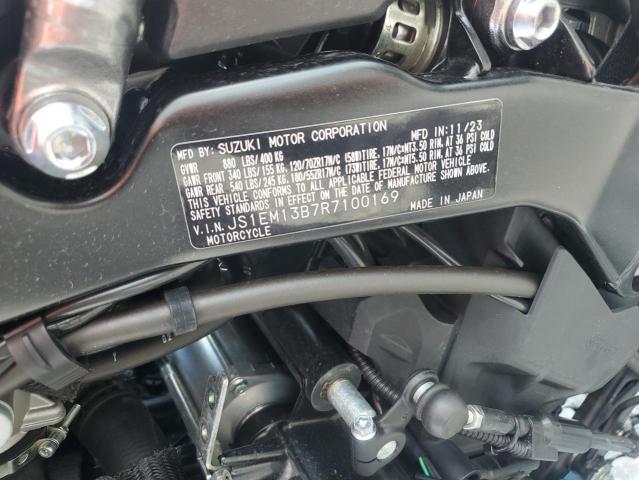 MFD BY: SUZUKI MOTOR CORPORATION MFD IN: 11/23
GVWR 880 LBS/400 KG
GAWR FRONT 340 LBS/155 KG, 120/70ZR17M/C (58W)TIRE, 17M/C×MT3.50 RIM, AT 36 PSI COLD
GAWR REAR 540 LBS/245 KG, 180/55ZR17M/C (73W)TIRE, 17M/C×MT5.50 RIM, AT 36 PSI COLD
THIS VEHICLE CONFORMS TO ALL APPLICABLE FEDERAL MOTOR VEHICLE
SAFETY STANDARDS IN EFFECT ON THE DATE OF MANUFACTURE SHOWN ABOVE.
V.I.N. JS1EM13B7R7100169 MADE IN JAPAN
MOTORCYCLE